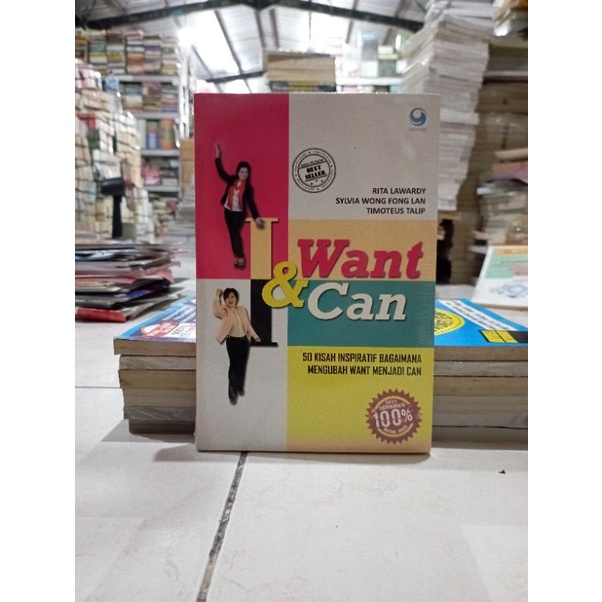 BEST
SELLER
RITA LAWARDY
SYLVIA WONG FONG LAN
TIMOTEUS TALIP
I Want
& Can
50 KISAH INSPIRATIF BAGAIMANA
MENGUBAH WANT MENJADI CAN
100%